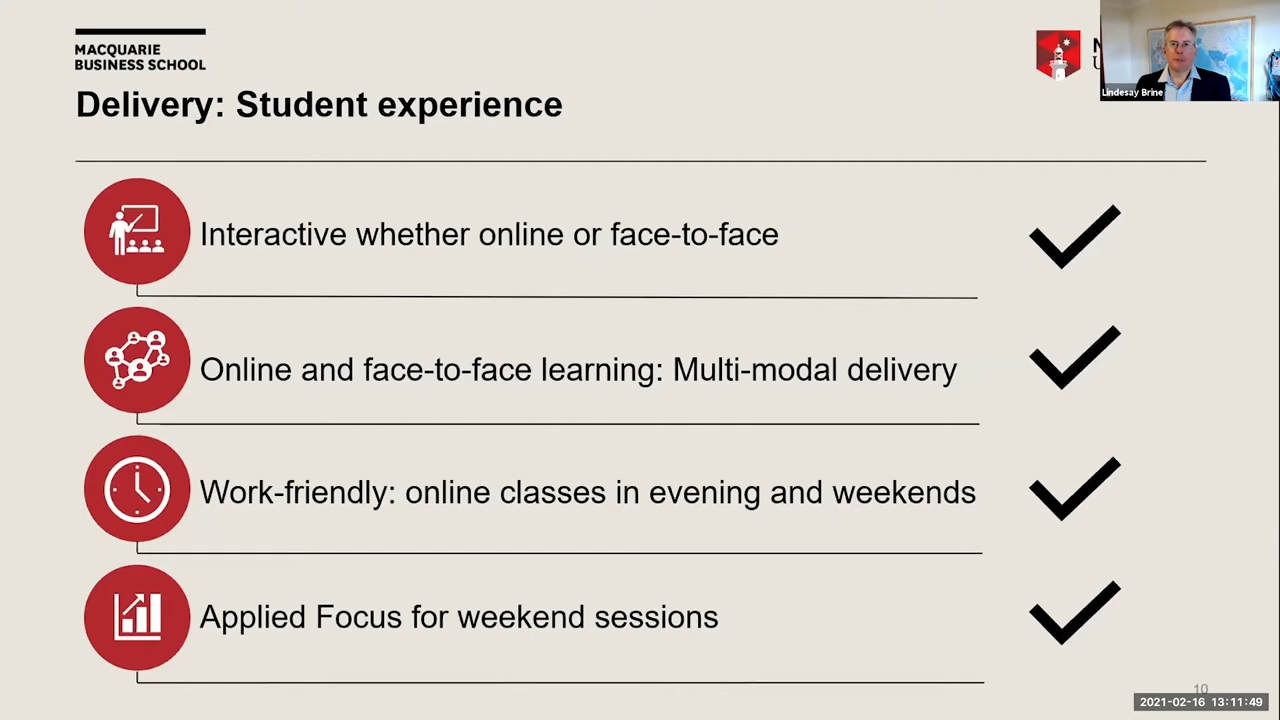 MACQUARIE
BUSINESS SCHOOL
Lindesay Brine
Delivery: Student experience
Interactive whether online or face-to-face
Online and face-to-face learning: Multi-modal delivery
Work-friendly: online classes in evening and weekends
Applied Focus for weekend sessions
10
2021-02-16 13:11:49